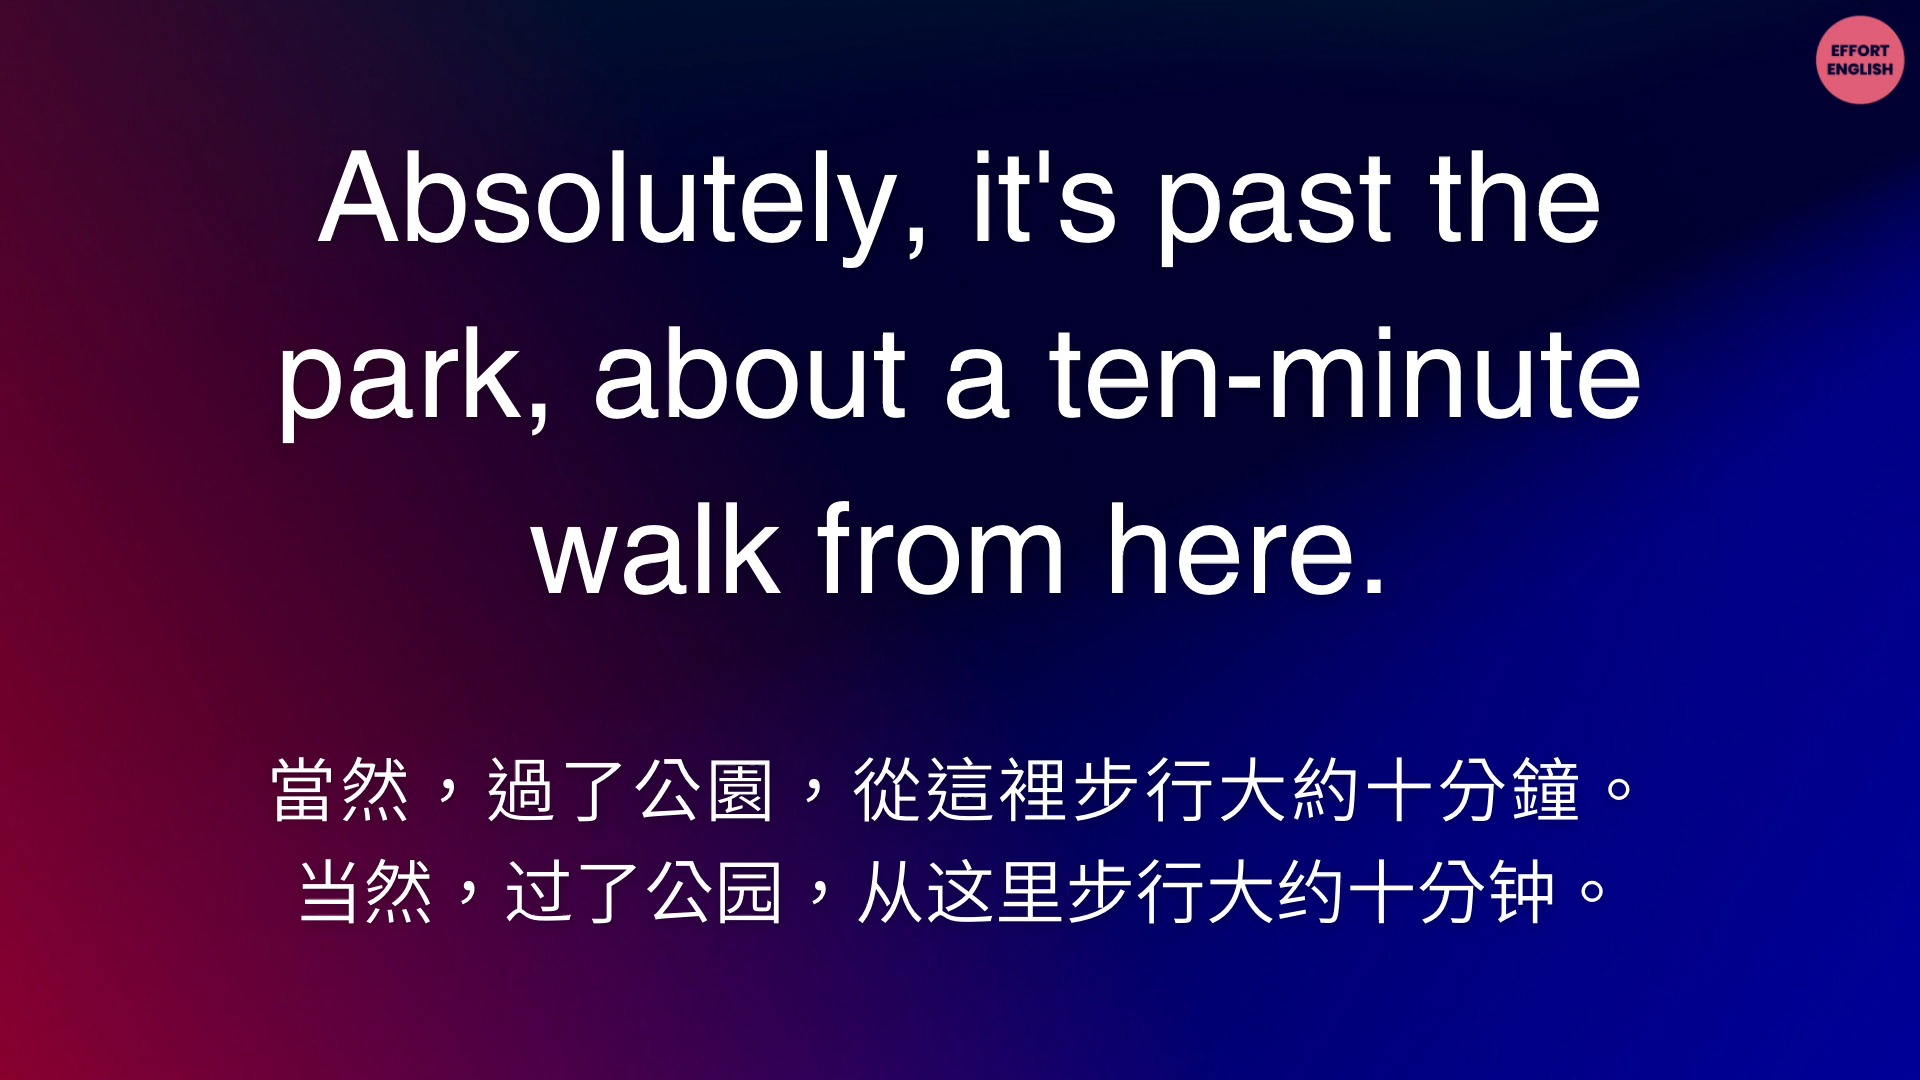 EFFORT
ENGLISH
Absolutely, it's past the
park, about a ten-minute
walk from here.
當然，過了公園，從這裡步行大約十分鐘。
当然，过了公园，从这里步行大约十分钟。